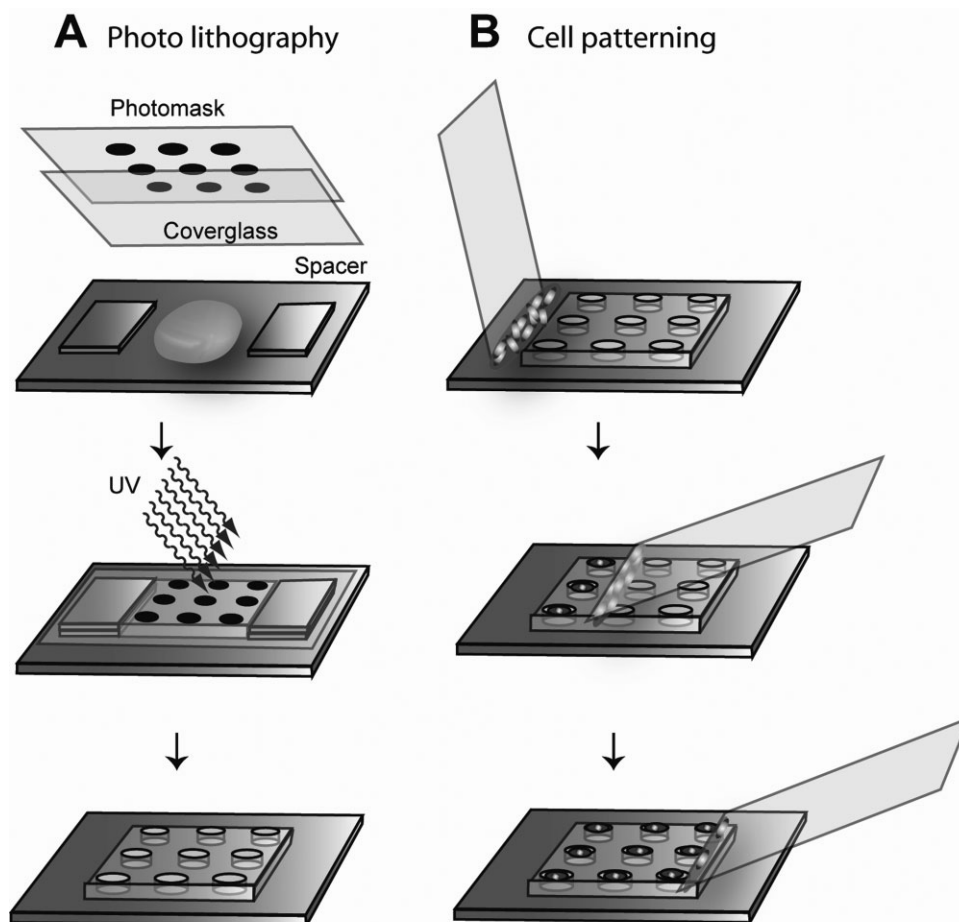 A Photo lithography
Photomask
Coverglass
Spacer
UV
B Cell patterning